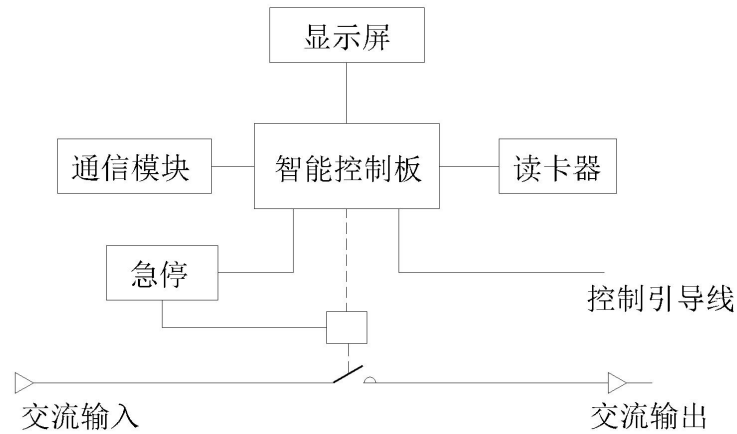 显示屏
通信模块
智能控制板
读卡器
急停
控制引导线
交流输入
交流输出